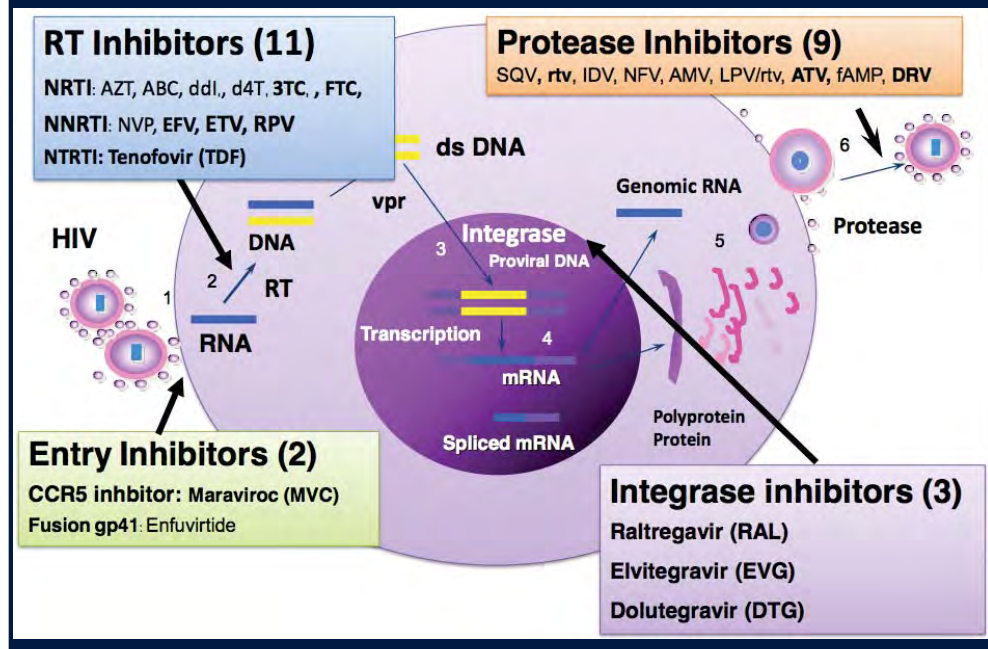 RT Inhibitors (11)
NRTI: AZT, ABC, ddI,, d4T, 3TC, , FTC,
NNRTI: NVP, EFV, ETV, RPV
NTRTI: Tenofovir (TDF)
Protease Inhibitors (9)
SQV, rtv, IDV, NFV, AMV, LPV/rtv, ATV, fAMP, DRV
ds DNA
vpr
DNA
HIV
1
2
RT
RNA
3
Integrase
Proviral DNA
Transcription
4
mRNA
Spliced mRNA
Genomic RNA
5
6
Protease
Polyprotein
Protein
Entry Inhibitors (2)
CCR5 inhbitor: Maraviroc (MVC)
Fusion gp41: Enfuvirtide
Integrase inhibitors (3)
Raltregavir (RAL)
Elvitegravir (EVG)
Dolutegravir (DTG)